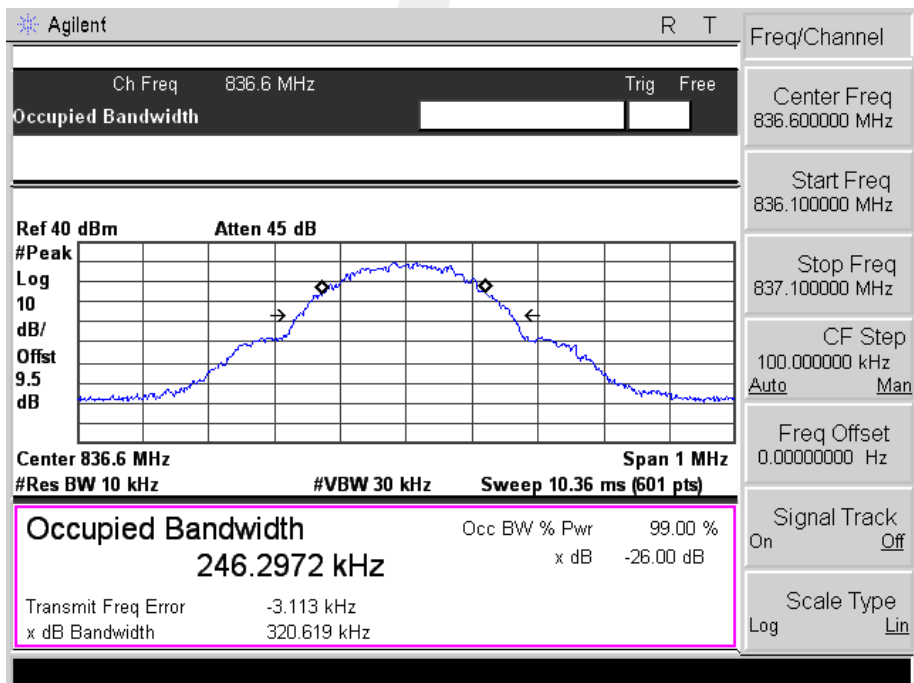 Agilent R T
Ch Freq 836.6 MHz Trig Free
Occupied Bandwidth
Ref 40 dBm Atten 45 dB
#Peak
Log
10
dB/
Offst
9.5
dB
Center 836.6 MHz Span 1 MHz
#Res BW 10 kHz #VBW 30 kHz Sweep 10.36 ms (601 pts)
Occupied Bandwidth Occ BW % Pwr 99.00 %
246.2972 kHz x dB -26.00 dB
Transmit Freq Error -3.113 kHz
x dB Bandwidth 320.619 kHz
Freq/Channel
Center Freq
836.600000 MHz
Start Freq
836.100000 MHz
Stop Freq
837.100000 MHz
CF Step
100.000000 kHz
Auto Man
Freq Offset
0.00000000 Hz
Signal Track
On Off
Scale Type
Log Lin